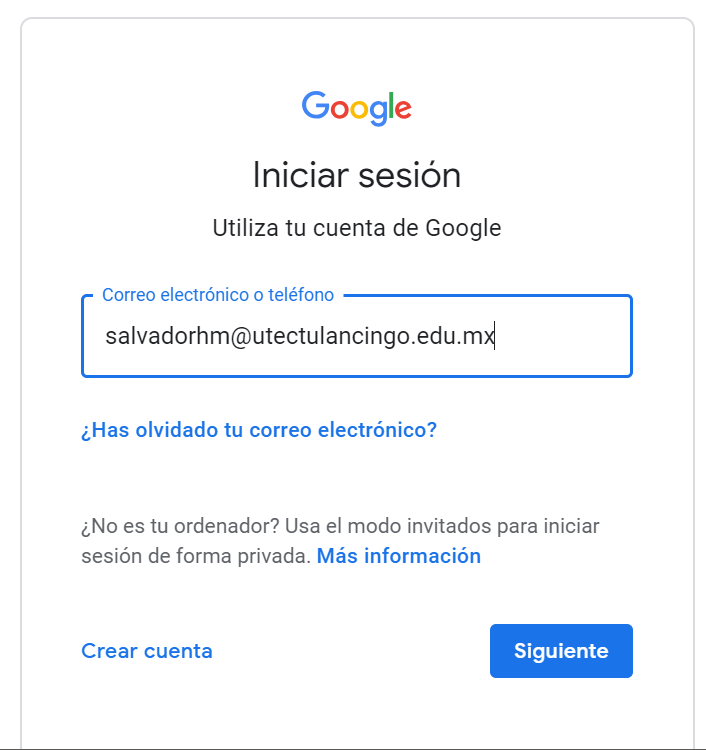 Google
Iniciar sesión
Utiliza tu cuenta de Google
Correo electrónico o teléfono
salvadorhm@utectulancingo.edu.mx
¿Has olvidado tu correo electrónico?
¿No es tu ordenador? Usa el modo invitados para iniciar
sesión de forma privada. Más información
Crear cuenta
Siguiente